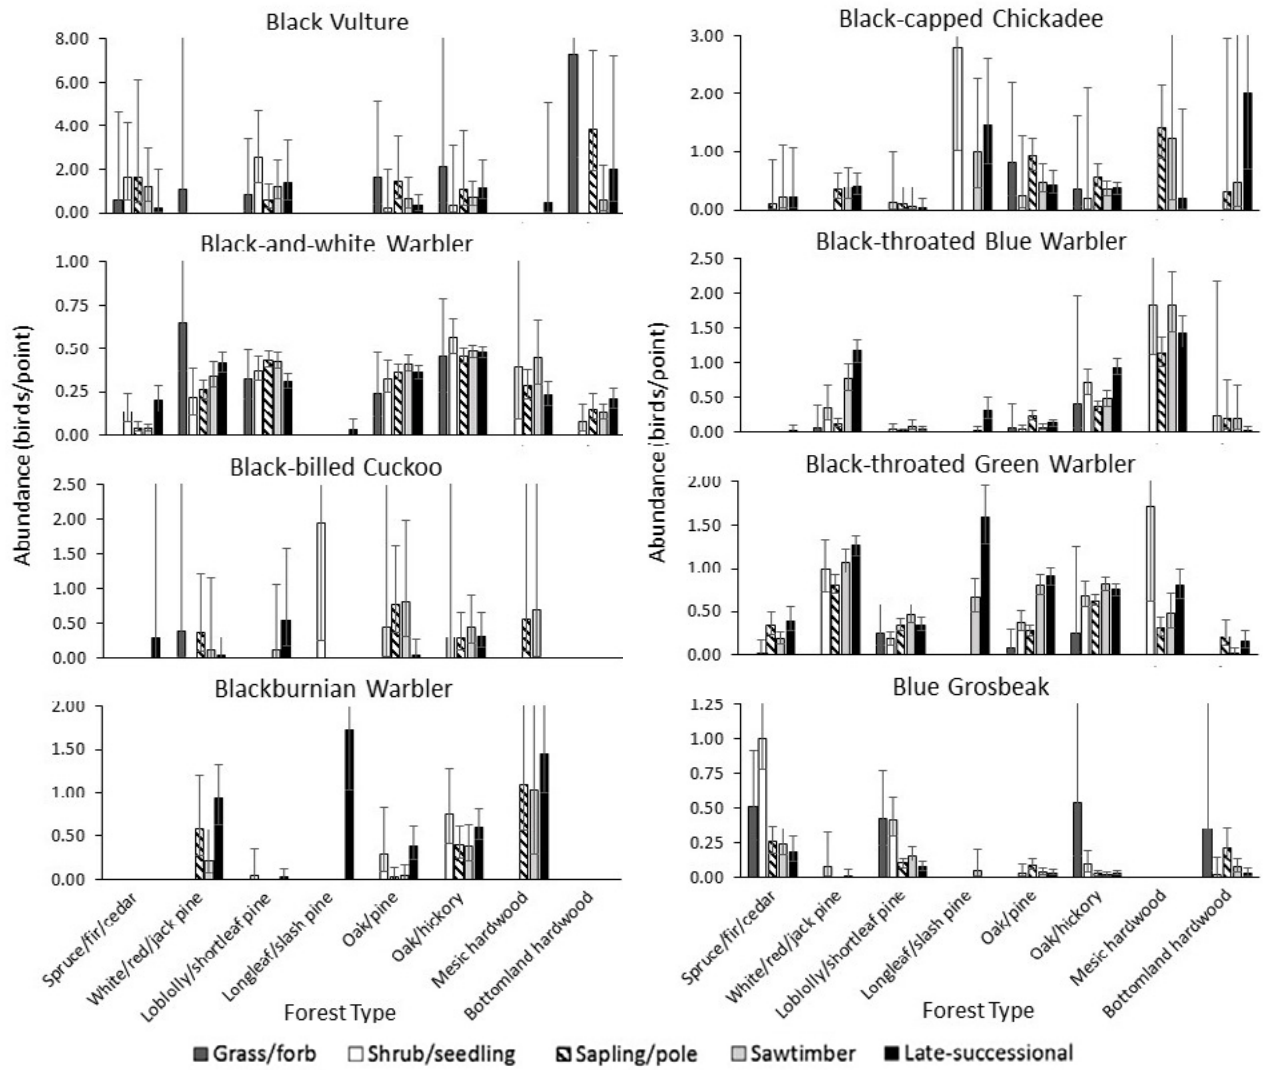 Black Vulture
8.00
6.00
4.00
2.00
0.00
Black-capped Chickadee
3.00
2.00
1.00
0.00
Black-and-white Warbler
1.00
0.75
0.50
0.25
0.00
Black-throated Blue Warbler
2.50
2.00
1.50
1.00
0.50
0.00
Abundance (birds/point)
Abundance (birds/point)
Black-billed Cuckoo
2.50
2.00
1.50
1.00
0.50
0.00
Black-throated Green Warbler
2.00
1.50
1.00
0.50
0.00
Blackburnian Warbler
2.00
1.50
1.00
0.50
0.00
Blue Grosbeak
1.25
1.00
0.75
0.50
0.25
0.00
Spruce/fir/cedar
White/red/jack pine
Loblolly/shortleaf pine
Longleaf/slash pine
Oak/pine
Oak/hickory
Mesic hardwood
Bottomland hardwood
Forest Type
Spruce/fir/cedar
White/red/jack pine
Loblolly/shortleaf pine
Longleaf/slash pine
Oak/pine
Oak/hickory
Mesic hardwood
Bottomland hardwood
Forest Type
Grass/forb Shrub/seedling Sapling/pole Sawtimber Late-successional